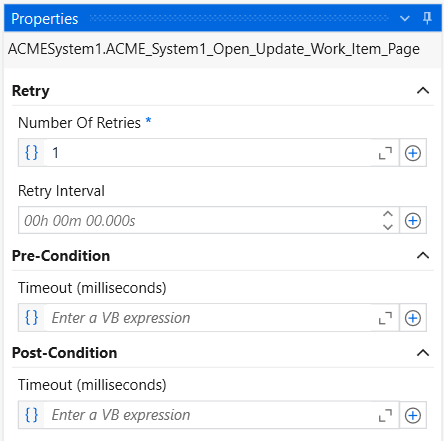 Properties
ACMESystem1.ACME_System1_Open_Update_Work_Item_Page
Retry
Number Of Retries *
{} 1
Retry Interval
00h 00m 00.000s
Pre-Condition
Timeout (milliseconds)
{} Enter a VB expression
Post-Condition
Timeout (milliseconds)
{} Enter a VB expression